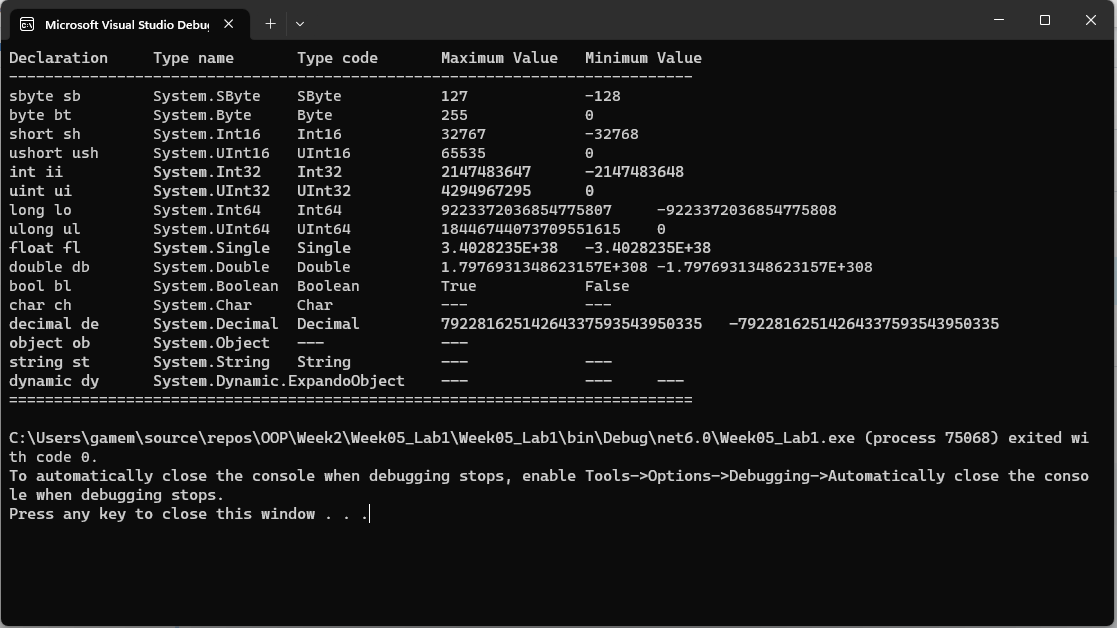 Microsoft Visual Studio Debu
Declaration     Type name       Type code       Maximum Value   Minimum Value
----------------------------------------------------------------------------
sbyte sb        System.SByte    SByte           127             -128
byte bt         System.Byte     Byte            255             0
short sh        System.Int16    Int16           32767           -32768
ushort ush      System.UInt16   UInt16          65535           0
int ii          System.Int32    Int32           2147483647      -2147483648
uint ui         System.UInt32   UInt32          4294967295      0
long lo         System.Int64    Int64           9223372036854775807     -9223372036854775808
ulong ul        System.UInt64   UInt64          18446744073709551615    0
float fl        System.Single   Single          3.4028235E+38   -3.4028235E+38
double db       System.Double   Double          1.7976931348623157E+308 -1.7976931348623157E+308
bool bl         System.Boolean  Boolean         True            False
char ch         System.Char     Char            ---             ---
decimal de      System.Decimal  Decimal         79228162514264337593543950335   -79228162514264337593543950335
object ob       System.Object   ---             ---
string st       System.String   String          ---             ---
dynamic dy      System.Dynamic.ExpandoObject    ---             ---     ---
============================================================================
C:\Users\gamem\source\repos\OOP\Week2\Week05_Lab1\Week05_Lab1\bin\Debug\net6.0\Week05_Lab1.exe (process 75068) exited wi
th code 0.
To automatically close the console when debugging stops, enable Tools->Options->Debugging->Automatically close the conso
le when debugging stops.
Press any key to close this window . . .